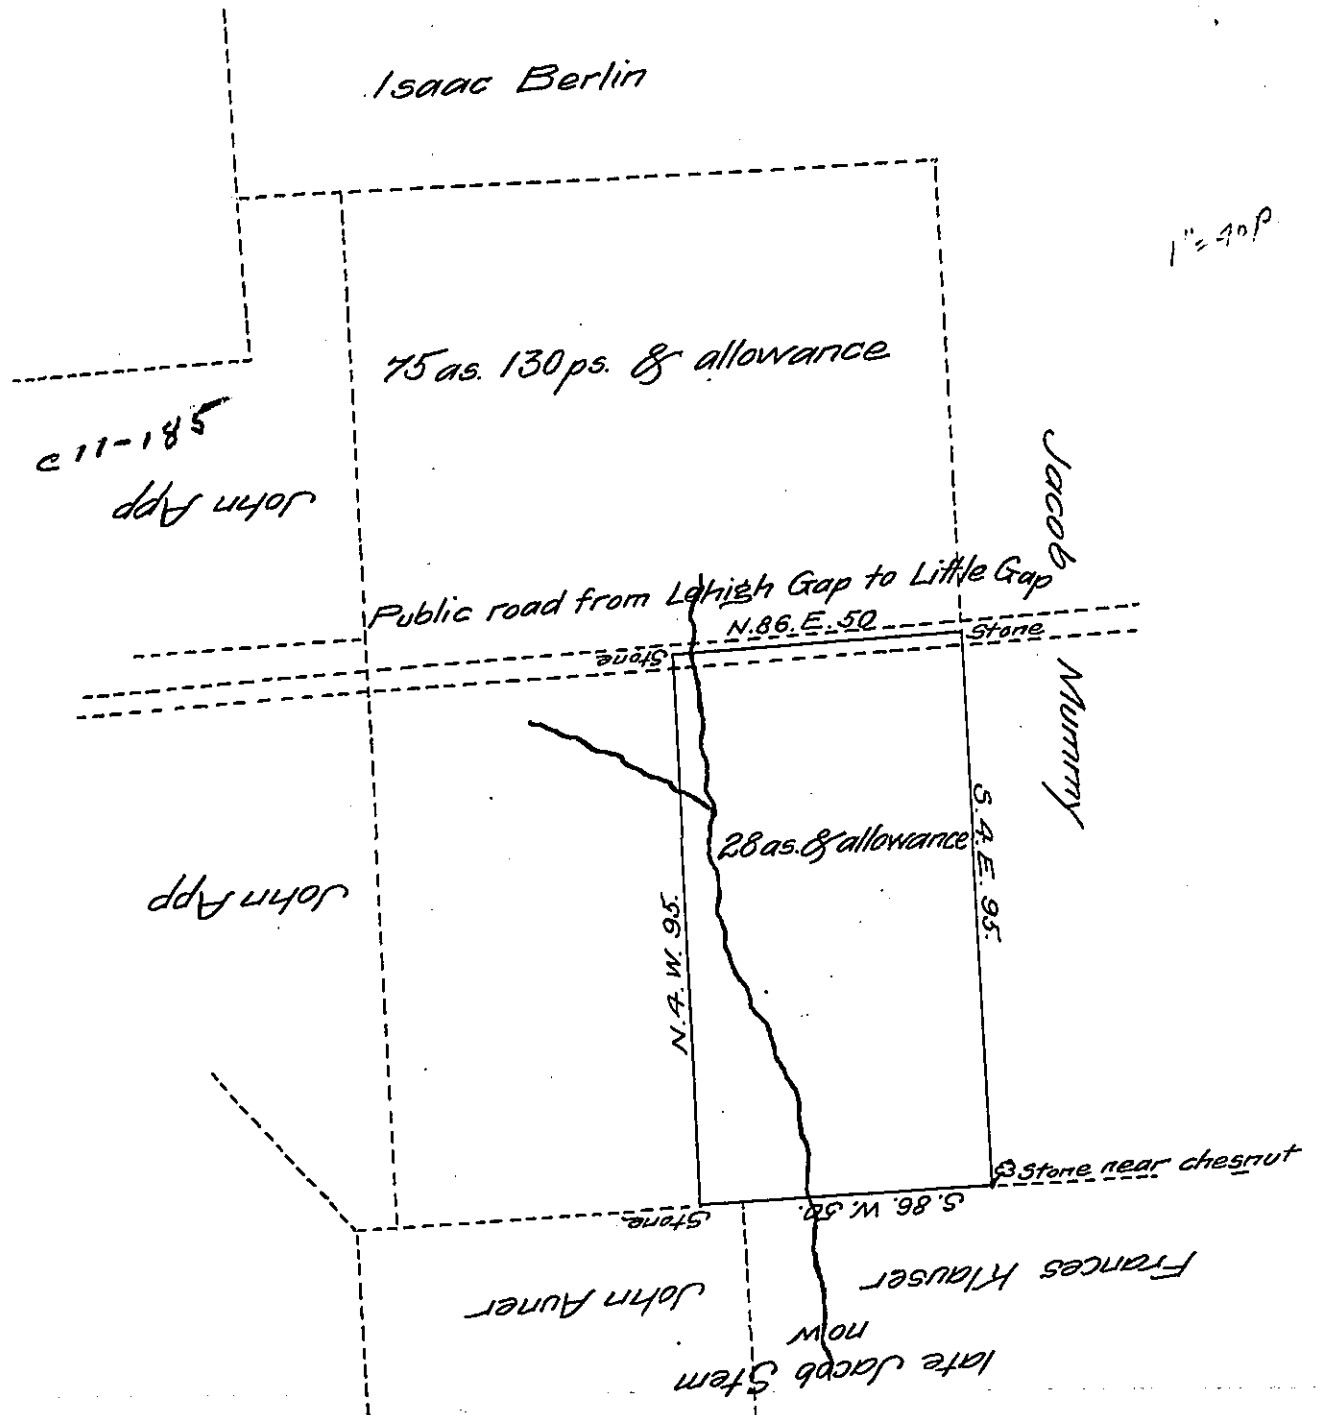 Isaac Berlin
1"=40P
75 as. 130 ps. & allowance
c 11-185
John App
Jacob Mummy
Public road from Lehigh Gap to Little Gap
N.86.E.50
Stone
Stone
28 as. & allowance
S.4.E.95.
John App
N.4.W.95.
Stone near chesnut
S.86.W.50.
Stone
John Auner
Frances Klauser
now
late Jacob Stem